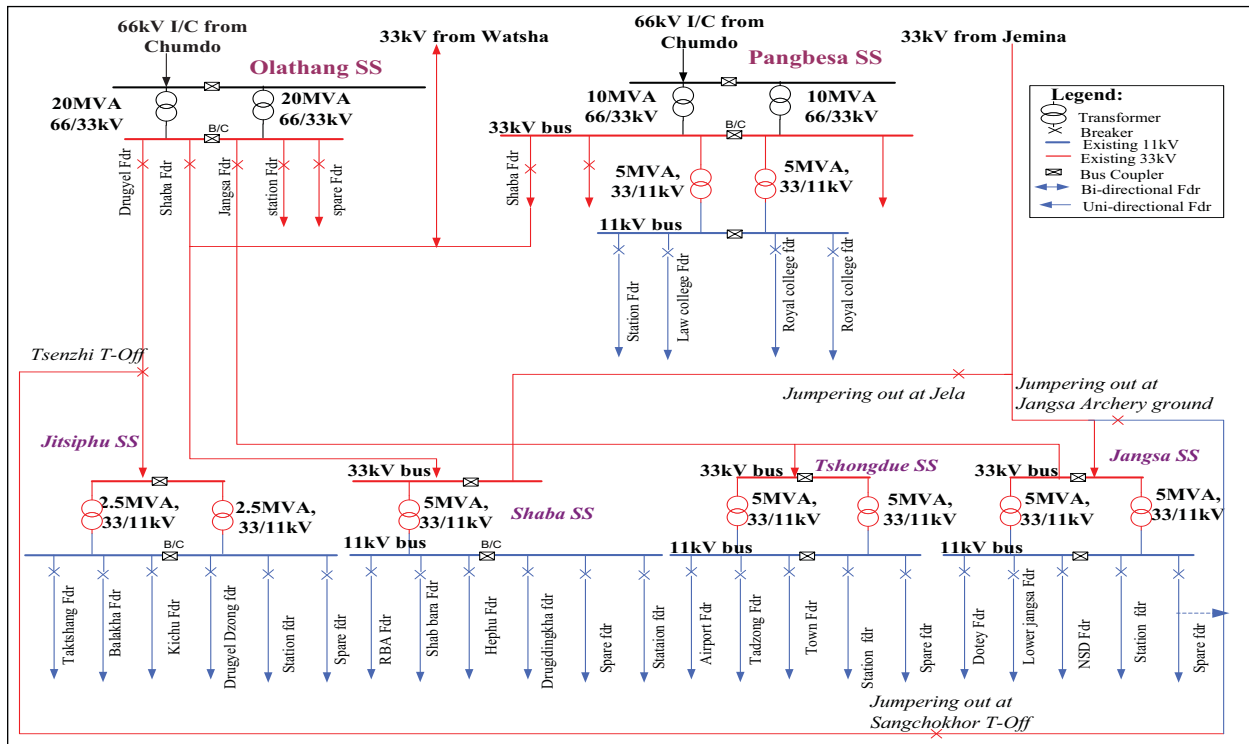 66kV I/C from
Chumdo
33kV from Watsha
66kV I/C from
Chumdo
33kV from Jemina
Olathang SS
Pangbesa SS
20MVA
66/33kV
20MVA
66/33kV
B/C
10MVA
66/33kV
10MVA
66/33kV
33kV bus
B/C
Legend:
Transformer
Breaker
Existing 11kV
Existing 33kV
Bus Coupler
Bi-directional Fdr
Uni-directional Fdr
Drugyel Fdr
Shaba Fdr
Jangsa Fdr
station Fdr
spare Fdr
Shaba Fdr
5MVA,
33/11kV
5MVA,
33/11kV
11kV bus
Station Fdr
Law college Fdr
Royal college fdr
Royal college fdr
Tsenzhi T-Off
Jumpering out at Jela
Jumpering out at
Jangsa Archery ground
Jitsiphu SS
33kV bus
Shaba SS
33kV bus
Tshongdue SS
33kV bus
Jangsa SS
2.5MVA,
33/11kV
2.5MVA,
33/11kV
5MVA,
33/11kV
5MVA,
33/11kV
5MVA,
33/11kV
5MVA,
33/11kV
5MVA,
33/11kV
B/C
11kV bus
B/C
11kV bus
11kV bus
Taktshang Fdr
Balakha Fdr
Kichu Fdr
Drugyel Dzong fdr
Station fdr
Spare fdr
RBA Fdr
Shab bara Fdr
Hephu Fdr
Drugidingkha fdr
Spare fdr
Stataion fdr
Airport Fdr
Tadzong Fdr
Town Fdr
Station fdr
Spare fdr
Dotey Fdr
Lower jangsa Fdr
NSD Fdr
Station fdr
Spare fdr
Jumpering out at
Sangchokhor T-Off